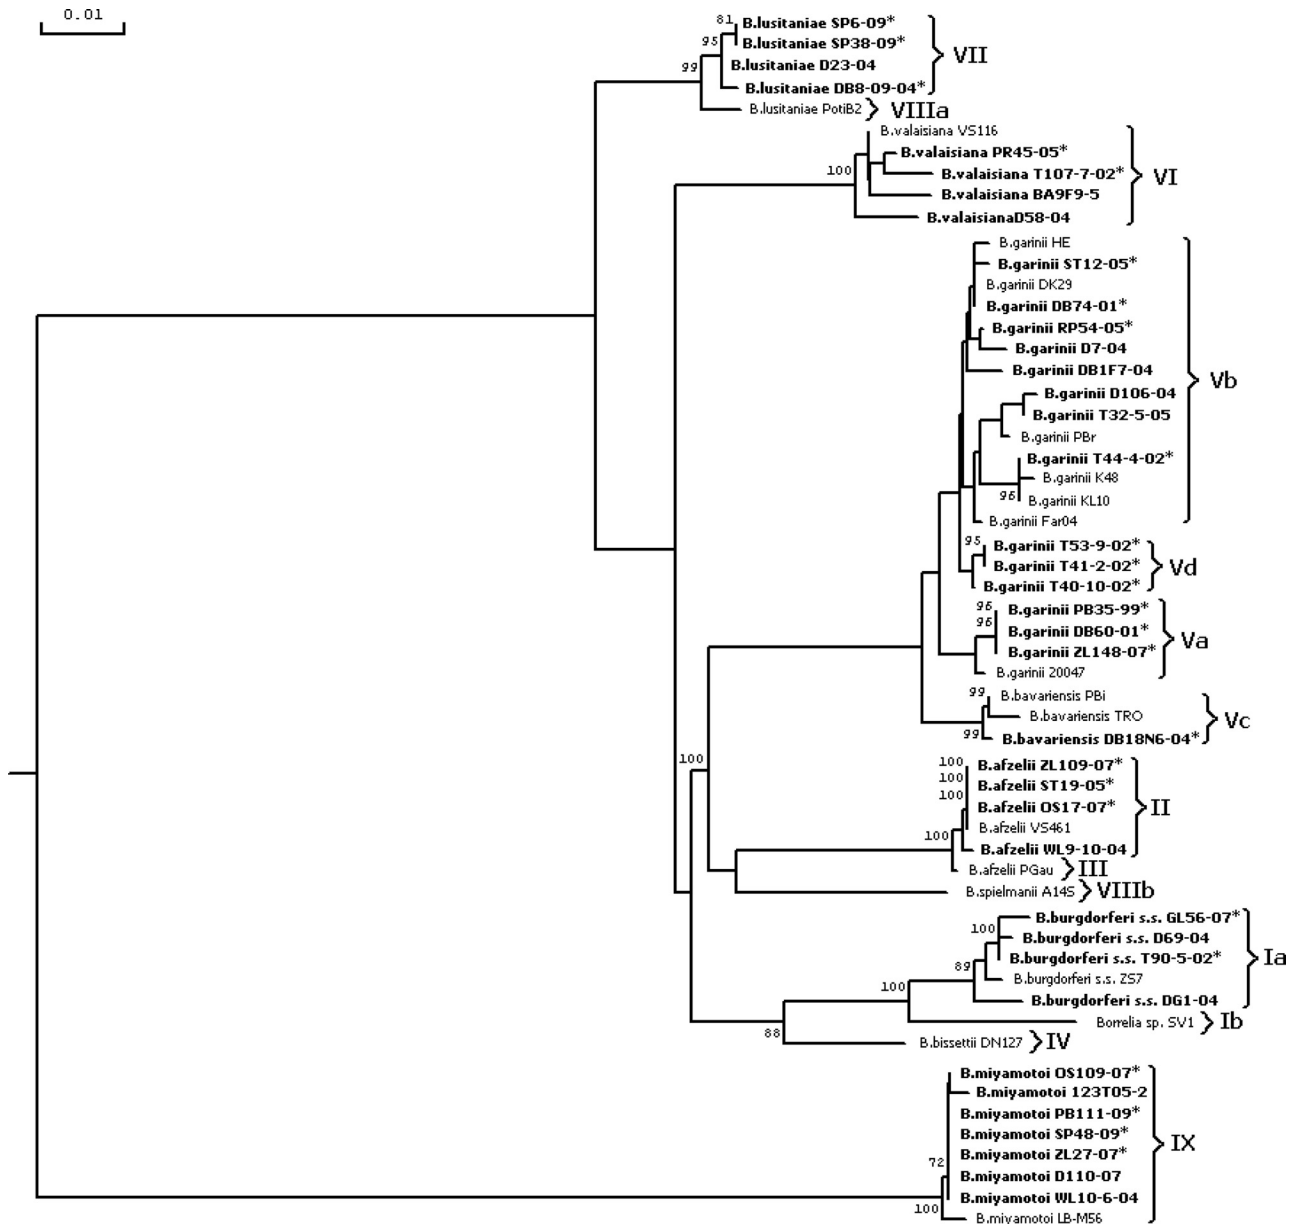 0.01
81
B.lusitaniae SP6-09*
95
B.lusitaniae SP38-09*
VII
99
B.lusitaniae D23-04
B.lusitaniae DB8-09-04*
B.lusitaniae PotiB2
VIIIa
B.valaisiana VS116
B.valaisiana PR45-05*
100
B.valaisiana T107-7-02*
VI
B.valaisiana BA9F9-5
B.valaisianaD58-04
B.garinii HE
B.garinii ST12-05*
B.garinii DK29
B.garinii DB74-01*
B.garinii RP54-05*
B.garinii D7-04
B.garinii DB1F7-04
Vb
B.garinii D106-04
B.garinii T32-5-05
B.garinii PBr
B.garinii T44-4-02*
B.garinii K48
96
B.garinii KL10
B.garinii Far04
95
B.garinii T53-9-02*
B.garinii T41-2-02*
Vd
B.garinii T40-10-02*
96
B.garinii PB35-99*
96
B.garinii DB60-01*
Va
B.garinii ZL148-07*
B.garinii 20047
99
B.bavariensis PBi
B.bavariensis TRO
Vc
99
B.bavariensis DB18N6-04*
100
100
B.afzelii ZL109-07*
100
B.afzelii ST19-05*
100
B.afzelii OS17-07*
II
B.afzelii VS461
100
B.afzelii WL9-10-04
B.afzelii PGau
III
B.spielmanii A14S
VIIIb
B.burgdorferi s.s. GL56-07*
100
B.burgdorferi s.s. D69-04
B.burgdorferi s.s. T90-5-02*
Ia
89
B.burgdorferi s.s. ZS7
100
B.burgdorferi s.s. DG1-04
Borrelia sp. SV1
Ib
88
B.bissettii DN127
IV
B.miyamotoi OS109-07*
B.miyamotoi 123T05-2
B.miyamotoi PB111-09*
B.miyamotoi SP48-09*
IX
B.miyamotoi ZL27-07*
72
B.miyamotoi D110-07
B.miyamotoi WL10-6-04
100
B.miyamotoi LB-M56